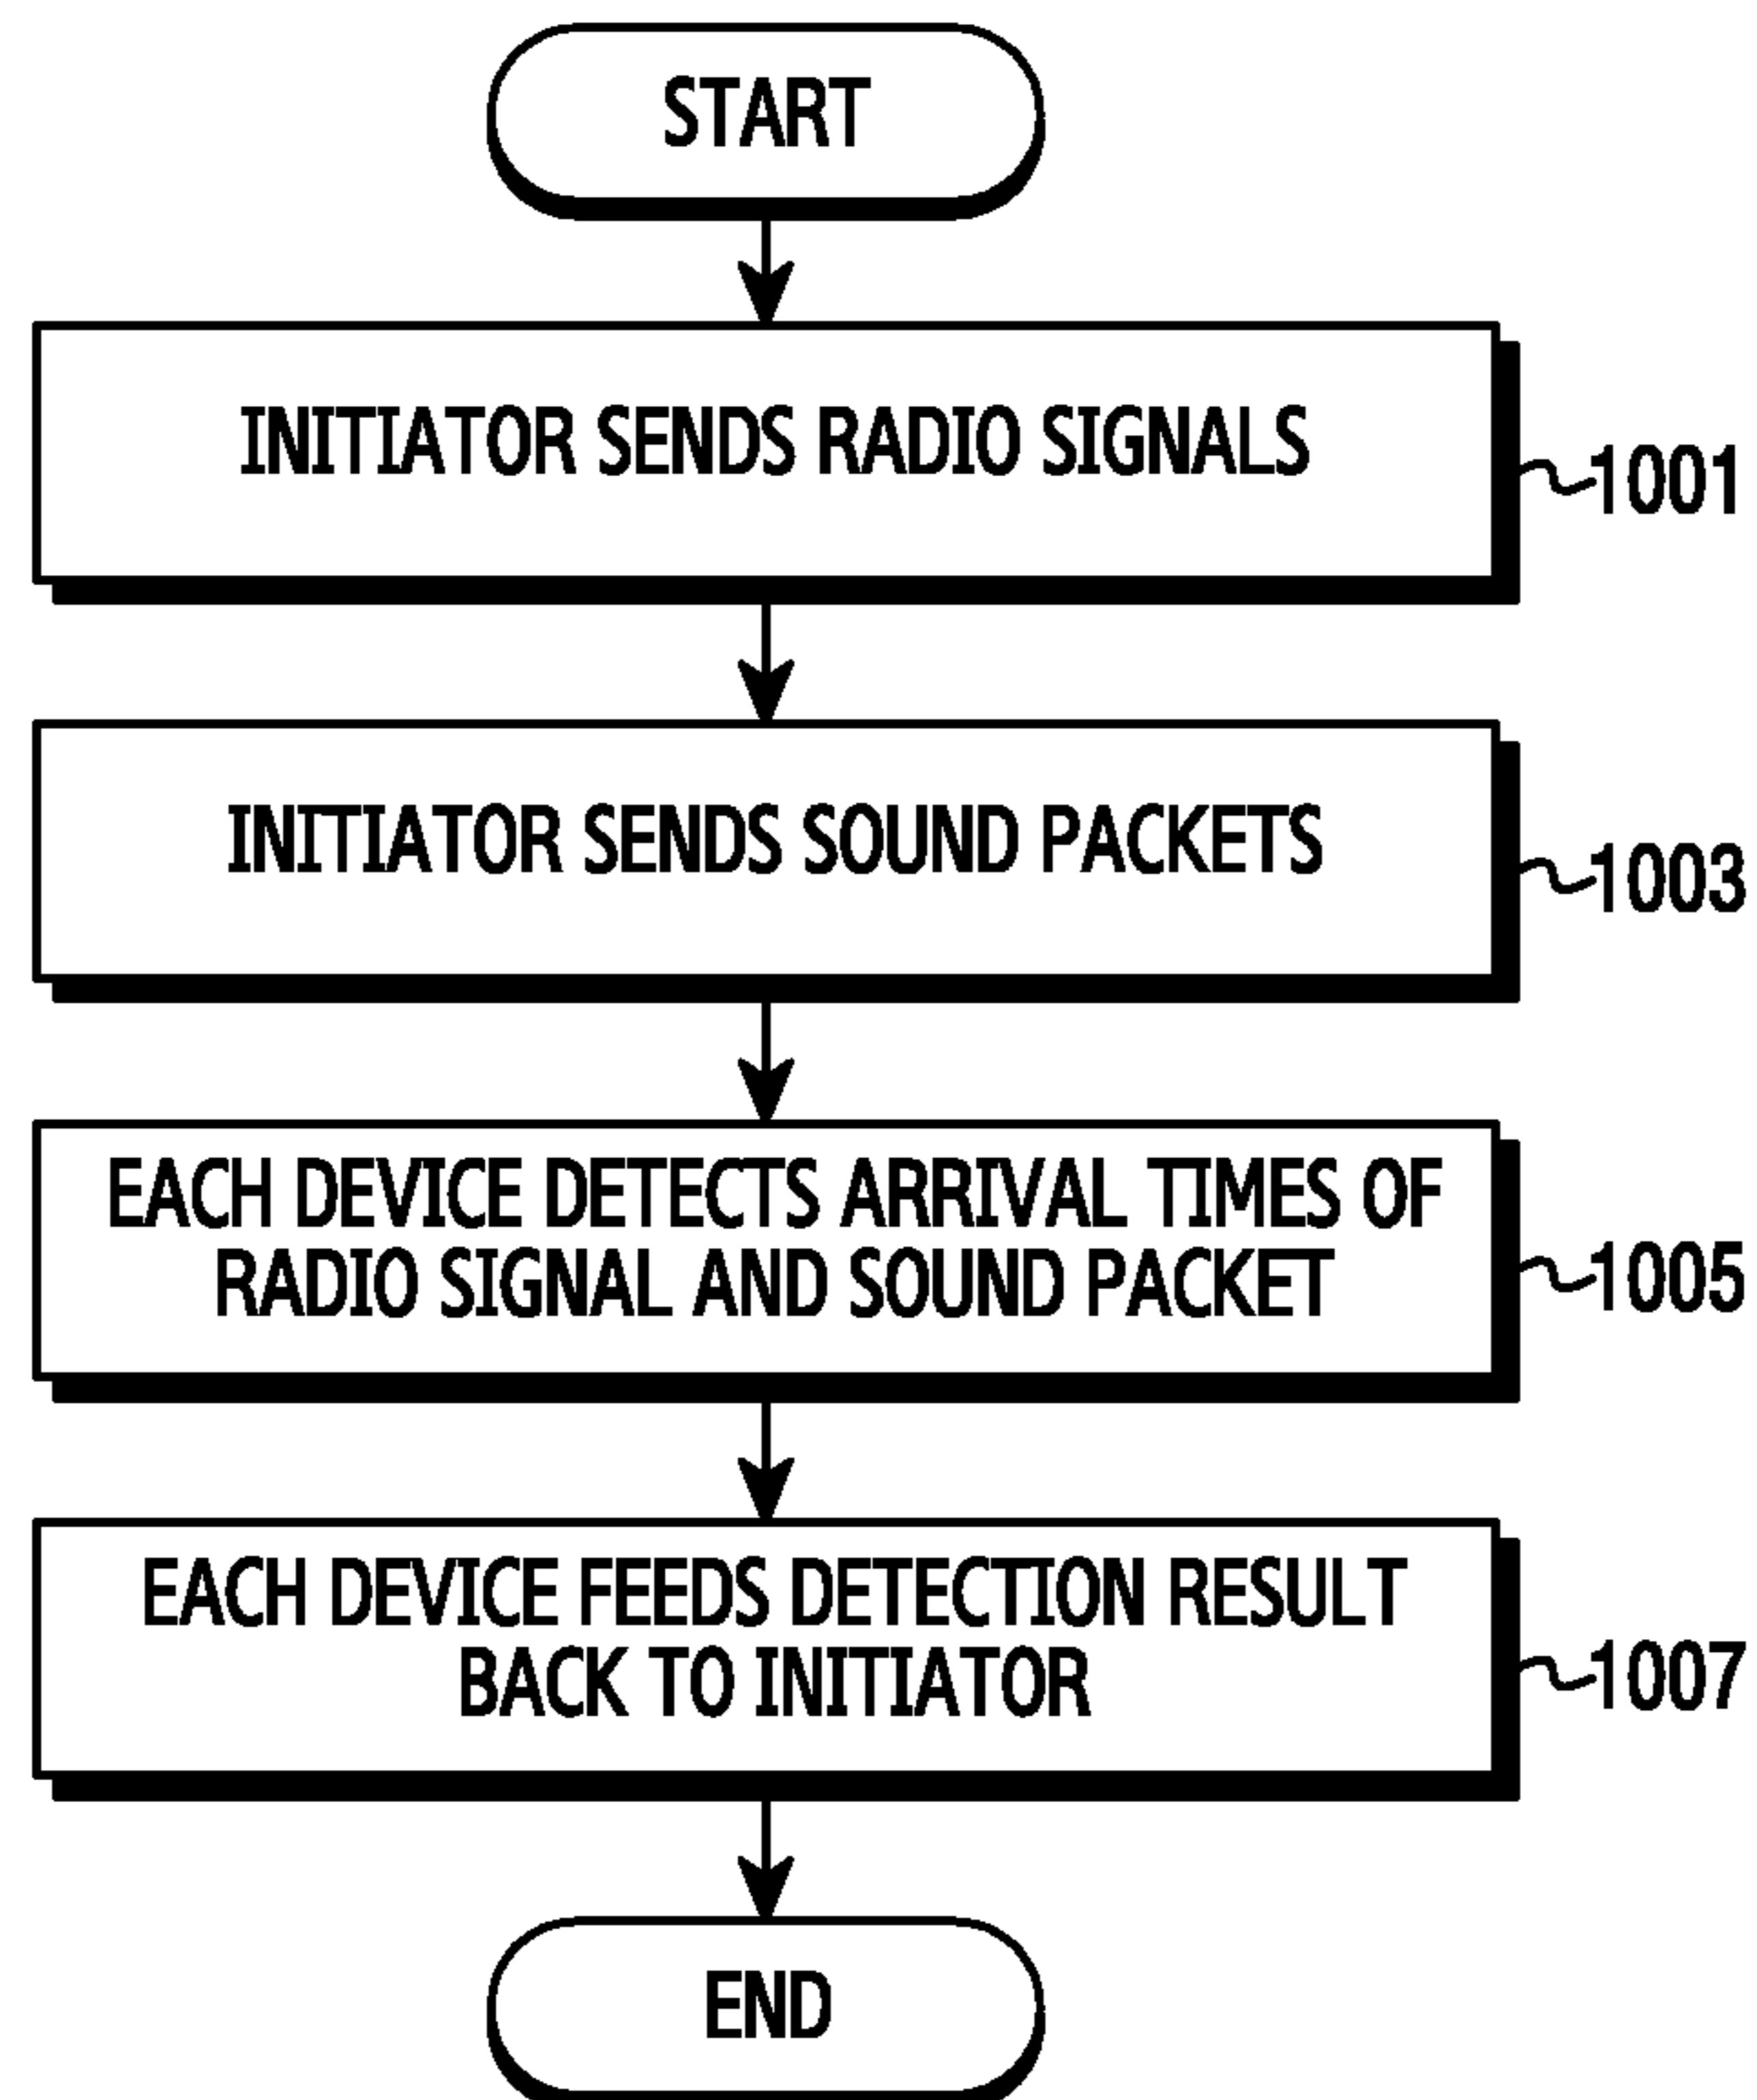 START
INITIATOR SENDS RADIO SIGNALS
1001
INITIATOR SENDS SOUND PACKETS
1003
EACH DEVICE DETECTS ARRIVAL TIMES OF
RADIO SIGNAL AND SOUND PACKET
1005
EACH DEVICE FEEDS DETECTION RESULT
BACK TO INITIATOR
1007
END